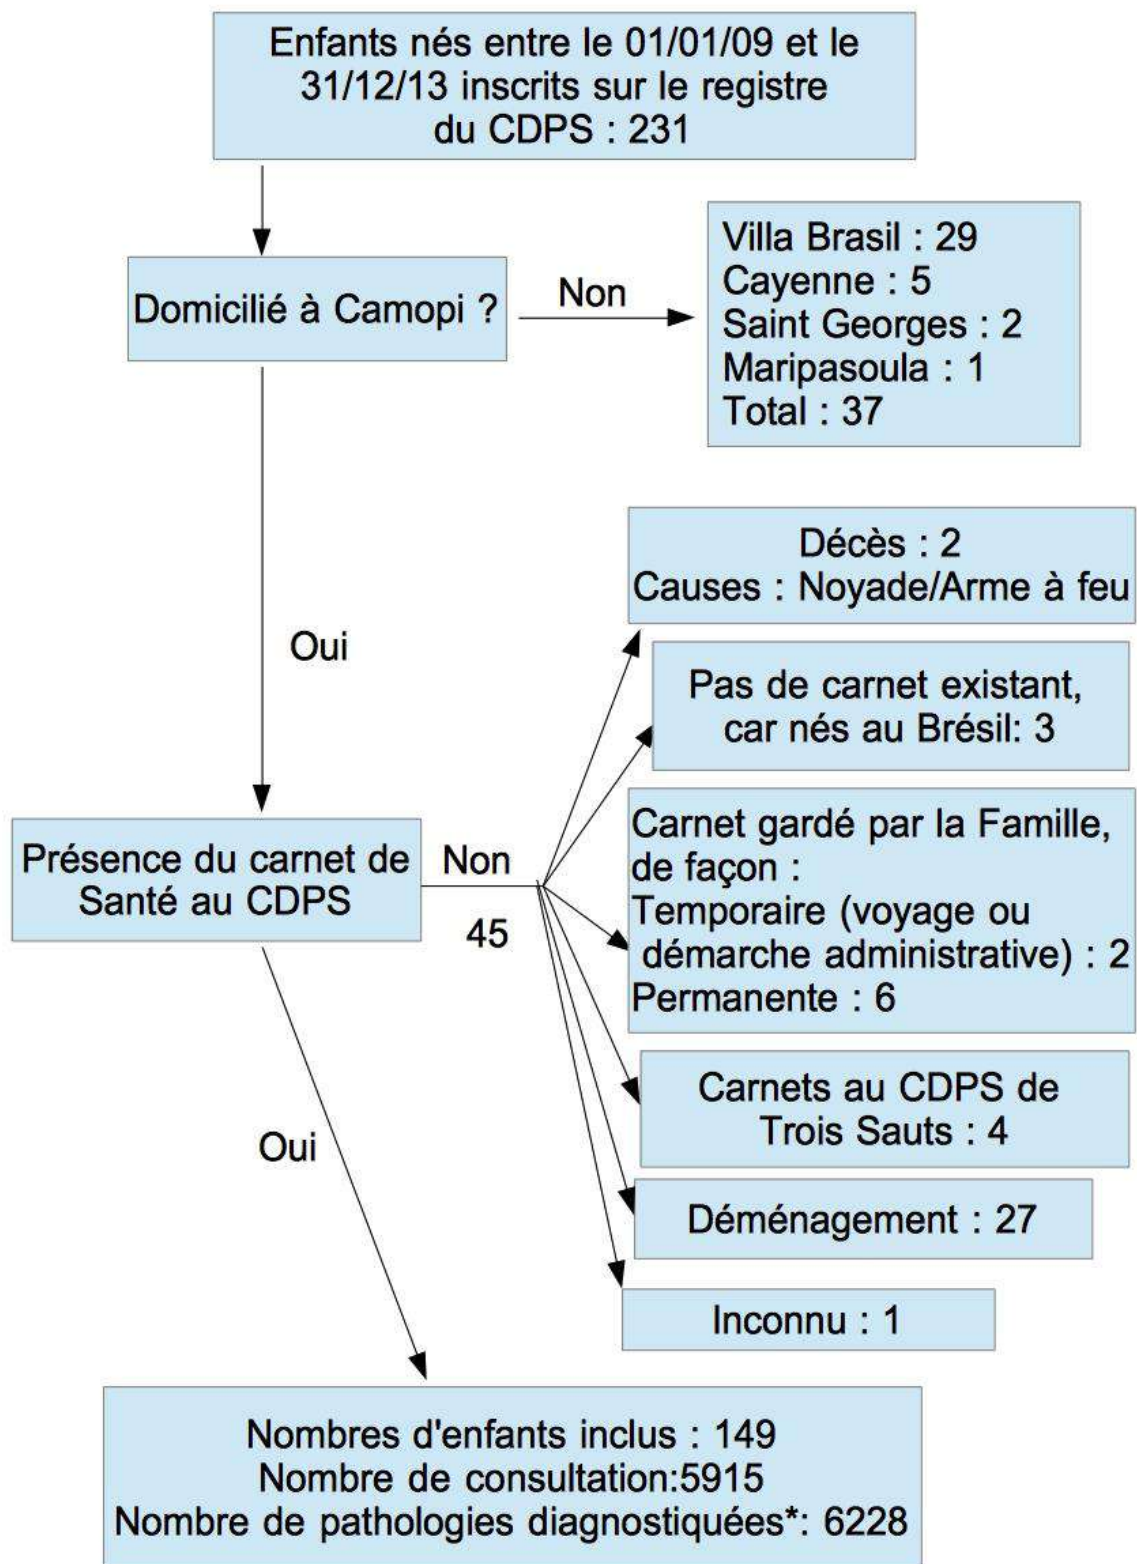 Enfants nés entre le 01/01/09 et le
31/12/13 inscrits sur le registre
du CDPS : 231
Domicilié à Camopi ?
Non
Villa Brasil : 29
Cayenne : 5
Saint Georges : 2
Maripasoula : 1
Total : 37
Oui
Décès : 2
Causes : Noyade/Arme à feu
Pas de carnet existant,
car nés au Brésil: 3
Présence du carnet de
Santé au CDPS
Non
45
Carnet gardé par la Famille,
de façon :
Temporaire (voyage ou
démarche administrative) : 2
Permanente : 6
Carnets au CDPS de
Trois Sauts : 4
Déménagement : 27
Inconnu : 1
Oui
Nombres d'enfants inclus : 149
Nombre de consultation:5915
Nombre de pathologies diagnostiquées*: 6228